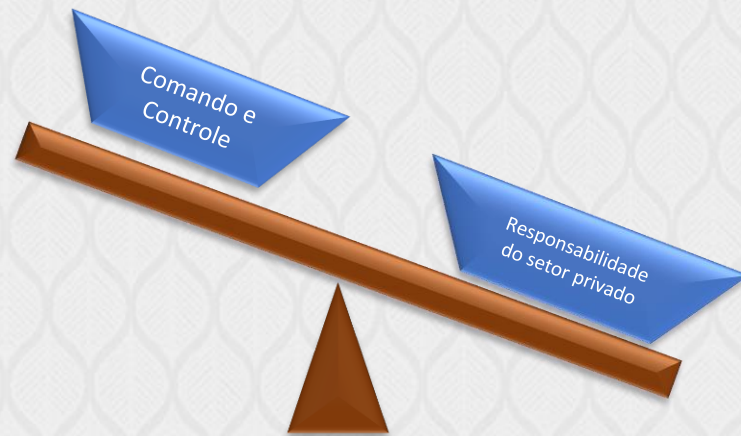 Comando e
Controle
Responsabilidade
do setor privado